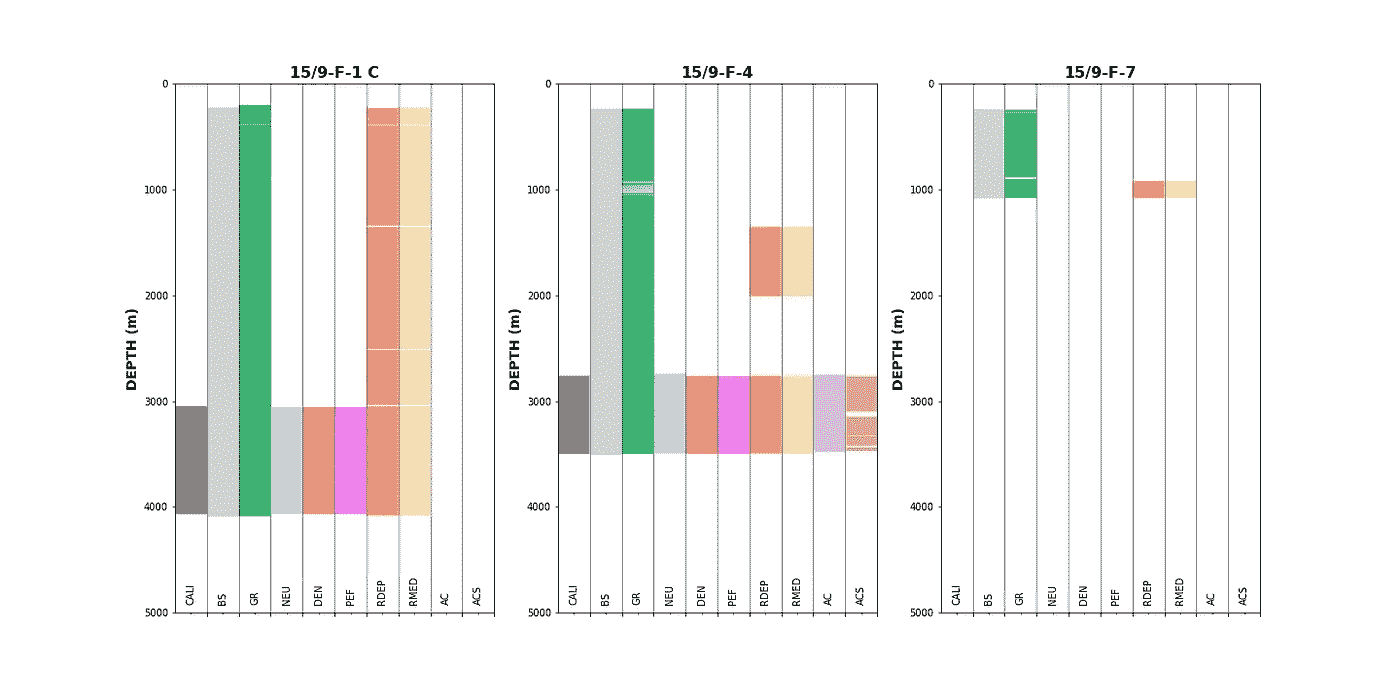 15/9-F-1 C
DEPTH (m)
0
1000
2000
3000
4000
5000
CALI
BS
GR
NEU
DEN
PEF
RDEP
RMED
AC
ACS
15/9-F-4
DEPTH (m)
0
1000
2000
3000
4000
5000
CALI
BS
GR
NEU
DEN
PEF
RDEP
RMED
AC
ACS
15/9-F-7
DEPTH (m)
0
1000
2000
3000
4000
5000
CALI
BS
GR
NEU
DEN
PEF
RDEP
RMED
AC
ACS